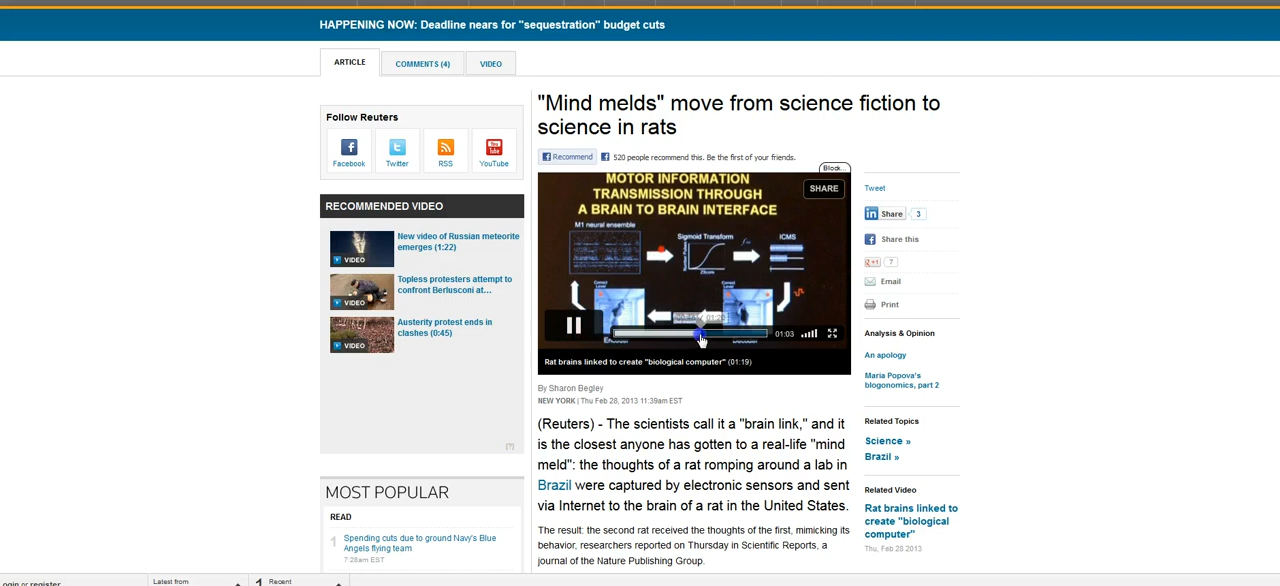 HAPPENING NOW: Deadline nears for "sequestration" budget cuts
ARTICLE
COMMENTS (4)
VIDEO
Follow Reuters
Facebook
Twitter
RSS
YouTube
RECOMMENDED VIDEO
New video of Russian meteorite
emerges (1:22)
VIDEO
Topless protesters attempt to
confront Berlusconi at...
VIDEO
Austerity protest ends in
clashes (0:45)
VIDEO
[?]
MOST POPULAR
READ
1
Spending cuts due to ground Navy's Blue
Angels flying team
7:28am EST
"Mind melds" move from science fiction to
science in rats
Recommend
520 people recommend this. Be the first of your friends.
Block...
MOTOR INFORMATION
TRANSMISSION THROUGH
A BRAIN TO BRAIN INTERFACE
SHARE
M1 neural ensemble
Sigmoid Transform
ICMS
01:03
Rat brains linked to create "biological computer" (01:19)
By Sharon Begley
NEW YORK | Thu Feb 28, 2013 11:39am EST
(Reuters) - The scientists call it a "brain link," and it
is the closest anyone has gotten to a real-life "mind
meld": the thoughts of a rat romping around a lab in
Brazil were captured by electronic sensors and sent
via Internet to the brain of a rat in the United States.
The result: the second rat received the thoughts of the first, mimicking its
behavior, researchers reported on Thursday in Scientific Reports, a
journal of the Nature Publishing Group.
Tweet
Share 3
Share this
+1 7
Email
Print
Analysis & Opinion
An apology
Maria Popova's
blogonomics, part 2
Related Topics
Science »
Brazil »
Related Video
Rat brains linked to
create "biological
computer"
Thu, Feb 28 2013
or register
Latest from
1 Recent